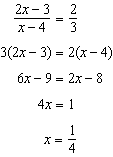 (2x − 3)/(x − 4) = 2/3
3(2x − 3) = 2(x − 4)
6x − 9 = 2x − 8
4x = 1
x = 1/4